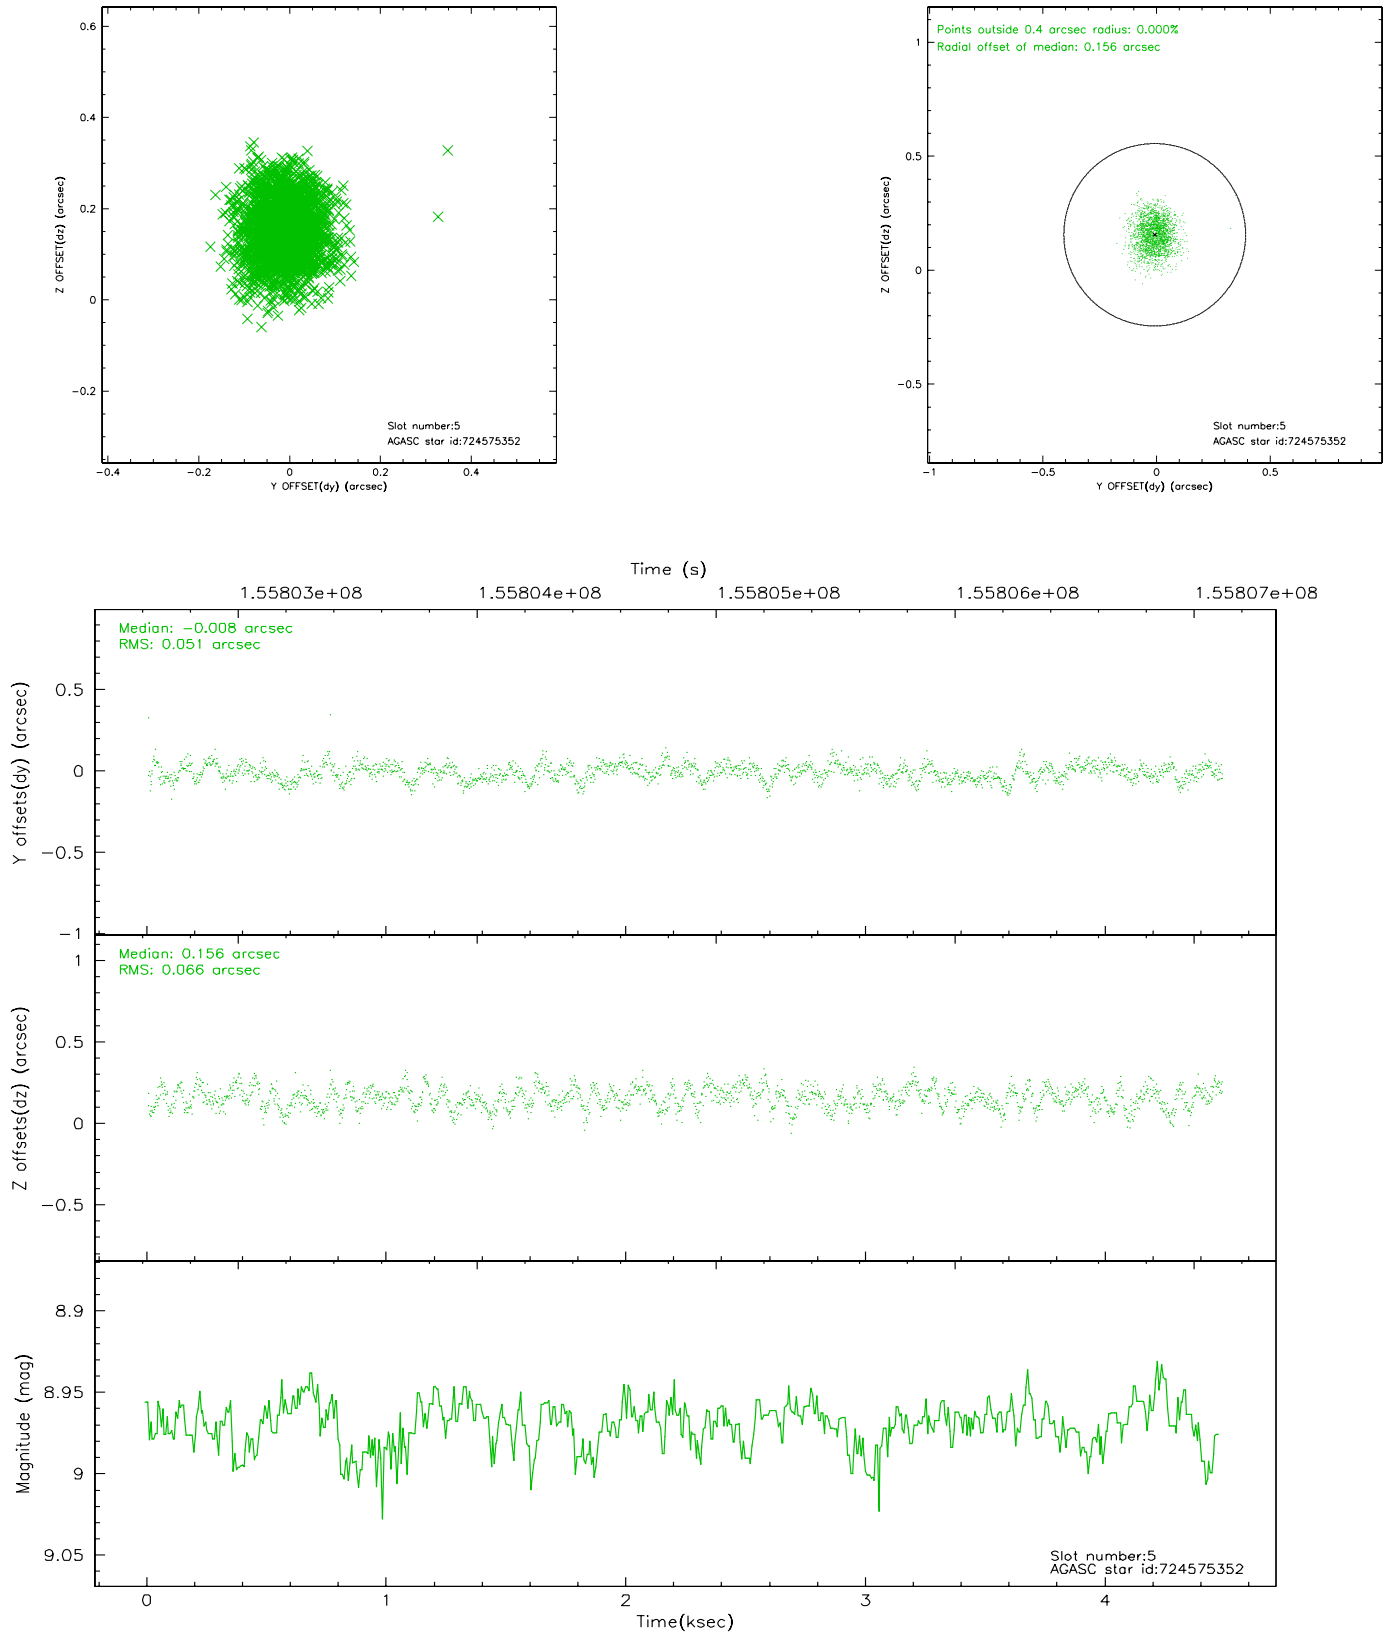 0.6
0.4
0.2
0
−0.2
Z OFFSET(dz) (arcsec)
Slot number:5
AGASC star id:724575352
−0.4 −0.2 0 0.2 0.4
Y OFFSET(dy) (arcsec)
Points outside 0.4 arcsec radius: 0.000%
Radial offset of median: 0.156 arcsec
1
0.5
0
−0.5
Z OFFSET(dz) (arcsec)
Slot number:5
AGASC star id:724575352
−1 −0.5 0 0.5
Y OFFSET(dy) (arcsec)
Time (s)
1.55803e+08 1.55804e+08 1.55805e+08 1.55806e+08 1.55807e+08
Median: −0.008 arcsec
RMS: 0.051 arcsec
0.5
0
−0.5
−1
Y offsets(dy) (arcsec)
Median: 0.156 arcsec
RMS: 0.066 arcsec
1
0.5
0
−0.5
Z offsets(dz) (arcsec)
8.9
8.95
9
9.05
Magnitude (mag)
Slot number:5
AGASC star id:724575352
0 1 2 3 4
Time(ksec)